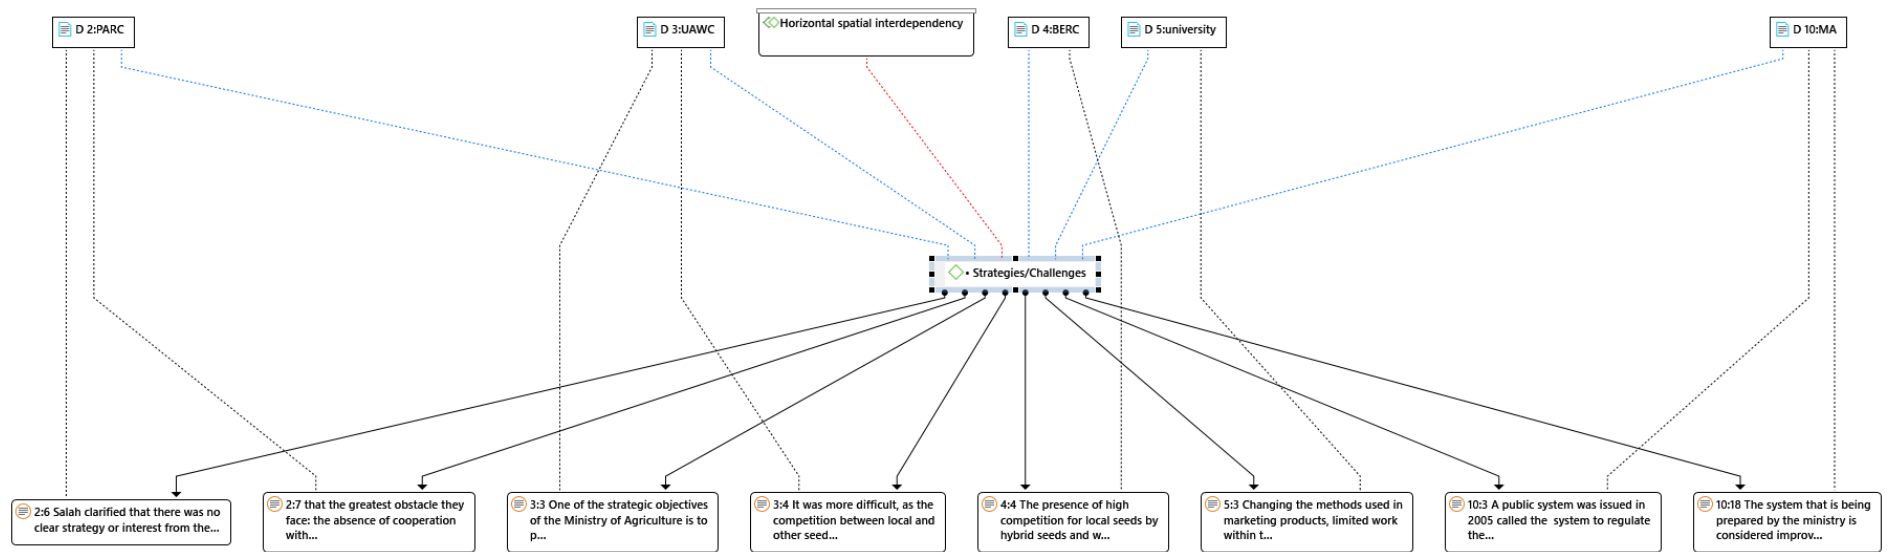 D 2:PARC
D 3:UAWC
Horizontal spatial interdependency
D 4:BERC
D 5:university
D 10:MA
• Strategies/Challenges
2:6 Salah clarified that there was no
clear strategy or interest from the...
2:7 that the greatest obstacle they
face: the absence of cooperation
with...
3:3 One of the strategic objectives
of the Ministry of Agriculture is to
p...
3:4 It was more difficult, as the
competition between local and
other seed...
4:4 The presence of high
competition for local seeds by
hybrid seeds and w...
5:3 Changing the methods used in
marketing products, limited work
within t...
10:3 A public system was issued in
2005 called the system to regulate
the...
10:18 The system that is being
prepared by the ministry is
considered improv...